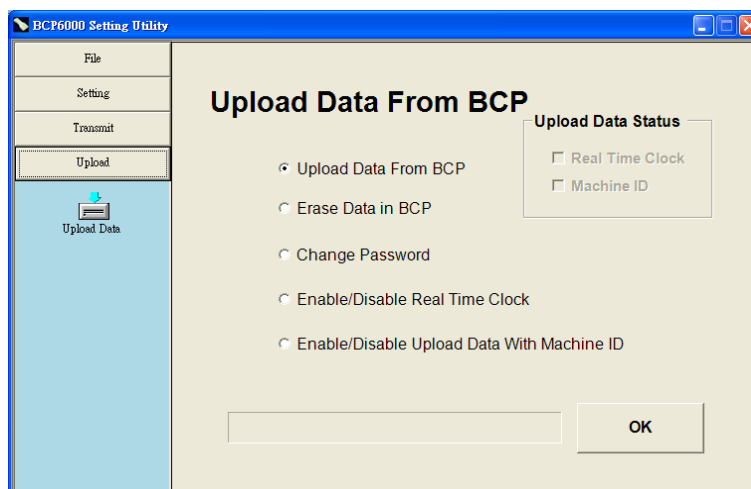 BCP6000 Setting Utility
File
Setting
Transmit
Upload
Upload Data
Upload Data From BCP
Upload Data Status
Real Time Clock
Machine ID
Upload Data From BCP
Erase Data in BCP
Change Password
Enable/Disable Real Time Clock
Enable/Disable Upload Data With Machine ID
OK